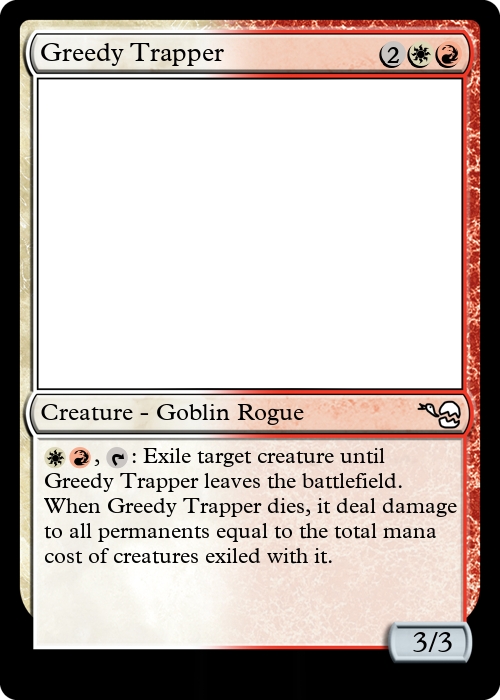 Greedy Trapper
2
Creature - Goblin Rogue
, : Exile target creature until
Greedy Trapper leaves the battlefield.
When Greedy Trapper dies, it deal damage
to all permanents equal to the total mana
cost of creatures exiled with it.
3/3